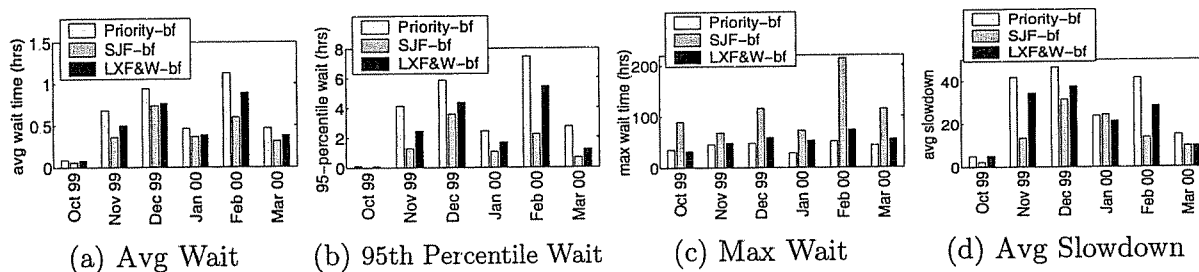 Priority-bf
SJF-bf
LXF&W-bf
avg wait time (hrs)
1.5
1
0.5
0
Oct 99
Nov 99
Dec 99
Jan 00
Feb 00
Mar 00
(a) Avg Wait
Priority-bf
SJF-bf
LXF&W-bf
95-percentile wait (hrs)
8
6
4
2
0
Oct 99
Nov 99
Dec 99
Jan 00
Feb 00
Mar 00
(b) 95th Percentile Wait
Priority-bf
SJF-bf
LXF&W-bf
max wait time (hrs)
200
100
50
0
Oct 99
Nov 99
Dec 99
Jan 00
Feb 00
Mar 00
(c) Max Wait
Priority-bf
SJF-bf
LXF&W-bf
avg slowdown
40
20
0
Oct 99
Nov 99
Dec 99
Jan 00
Feb 00
Mar 00
(d) Avg Slowdown